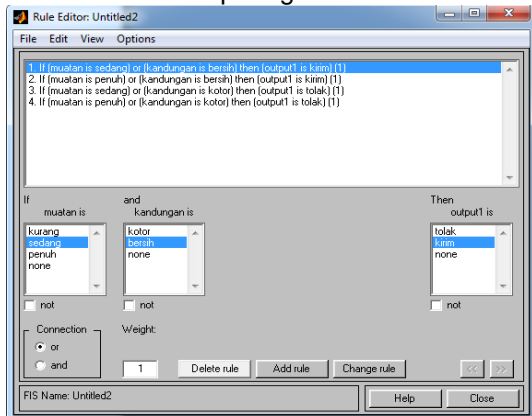 Rule Editor: Untitled2
File Edit View Options
1. If (muatan is sedang) or (kandungan is bersih) then (output1 is kirim) (1)
2. If (muatan is penuh) or (kandungan is bersih) then (output1 is kirim) (1)
3. If (muatan is sedang) or (kandungan is kotor) then (output1 is tolak) (1)
4. If (muatan is penuh) or (kandungan is kotor) then (output1 is tolak) (1)
If and Then
muatan is kandungan is output1 is
kurang kotor tolak
sedang bersih kirim
penuh none none
none
not not not
Connection Weight:
or
and 1 Delete rule Add rule Change rule << >>
FIS Name: Untitled2 Help Close